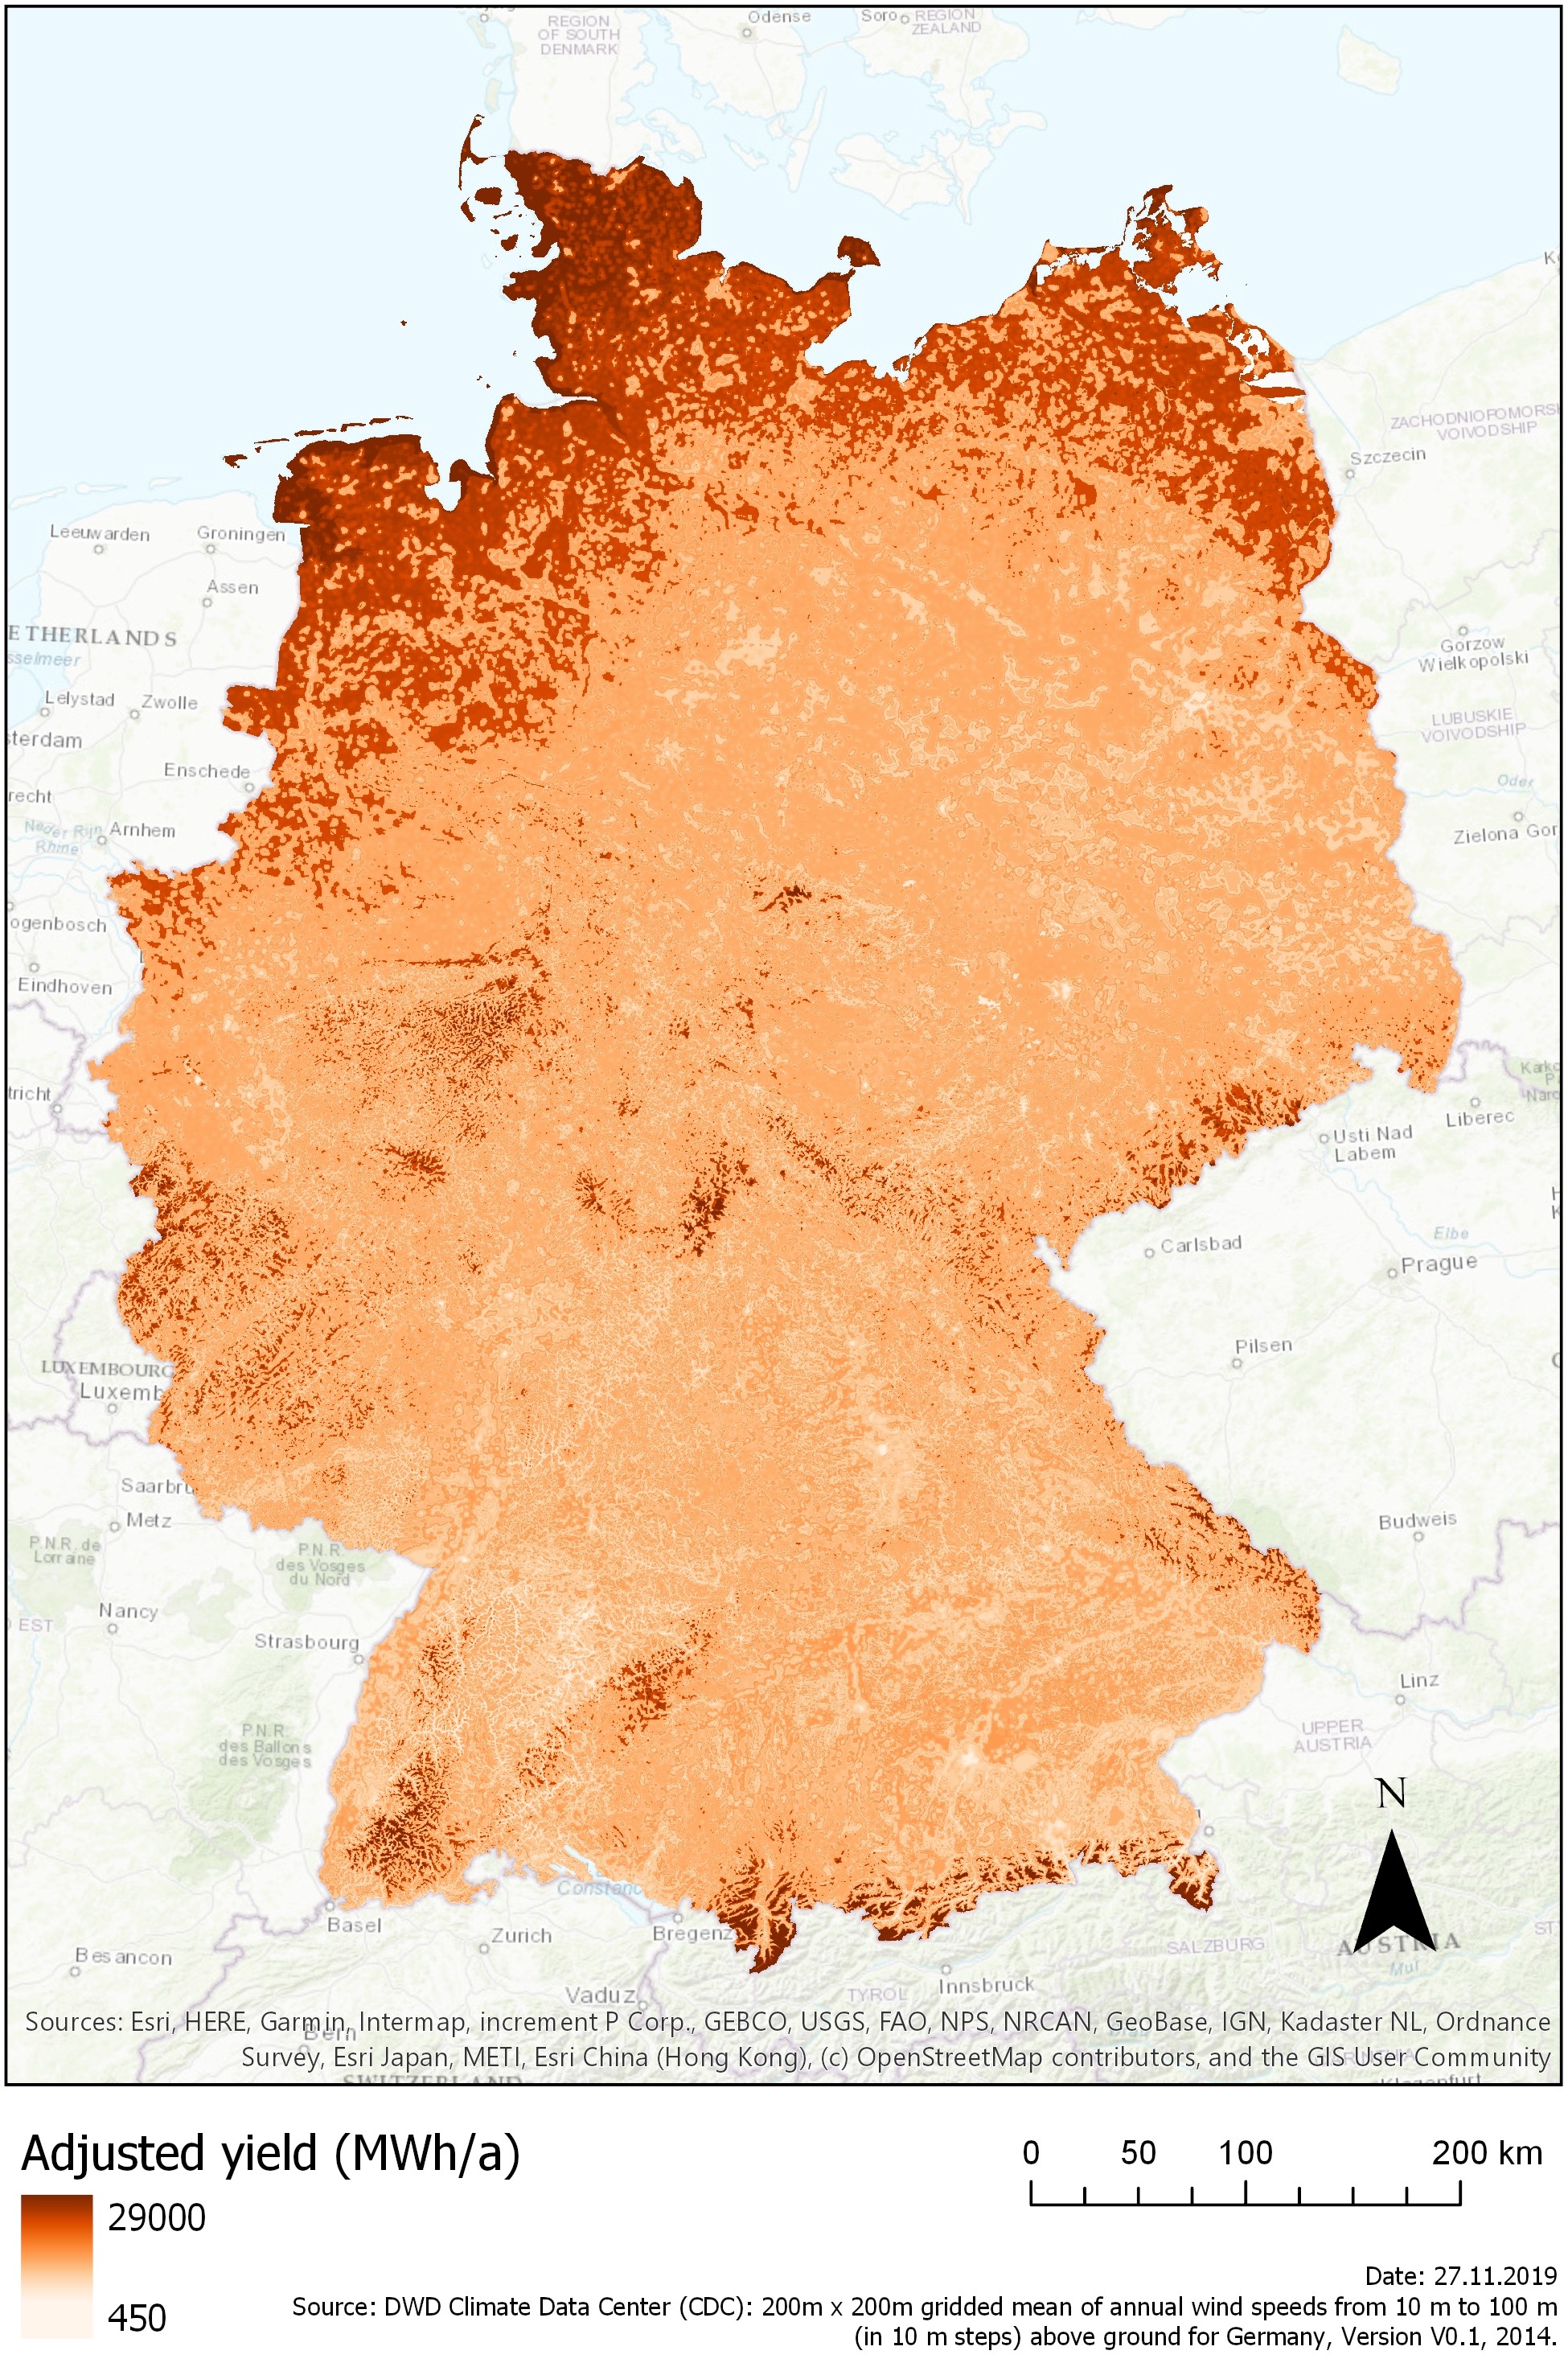 Odense
Soro
REGION
ZEALAND
REGION
OF SOUTH
DENMARK
ZACHODNIOPOMORS
VOIVODSHIP
Szczecin
Leeuwarden
Groningen
Assen
ETHERLANDS
sselmeer
Gorzow
Wielkopolski
Lelystad
Zwolle
sterdam
LUBUSKIE
VOIVODSHIP
Enschede
Oder
recht
Neder Rijn
Arnhem
Rhine
Zielona Gor
ogenbosch
Eindhoven
tricht
Liberec
Usti Nad
Labem
Elbe
Carlsbad
Prague
Pilsen
LUXEMBOURG
Luxemb
Saarbru
Metz
Budweis
P.N.R. de
Lorraine
P.N.R.
des Vosges
du Nord
Nancy
EST
Strasbourg
Linz
P.N.R.
des Ballons
des Vosges
UPPER
AUSTRIA
N
Constanc
Basel
Zurich
Bregenz
Besancon
SALZBURG
AUSTRIA
Mul
Innsbruck
TYROL
Vaduz
Sources: Esri, HERE, Garmin, Intermap, increment P Corp., GEBCO, USGS, FAO, NPS, NRCAN, GeoBase, IGN, Kadaster NL, Ordnance
Survey, Esri Japan, METI, Esri China (Hong Kong), (c) OpenStreetMap contributors, and the GIS User Community
Bern
SWITZERLAND
Klagenfurt
Adjusted yield (MWh/a)
29000
450
0 50 100 200 km
Date: 27.11.2019
Source: DWD Climate Data Center (CDC): 200m x 200m gridded mean of annual wind speeds from 10 m to 100 m
(in 10 m steps) above ground for Germany, Version V0.1, 2014.